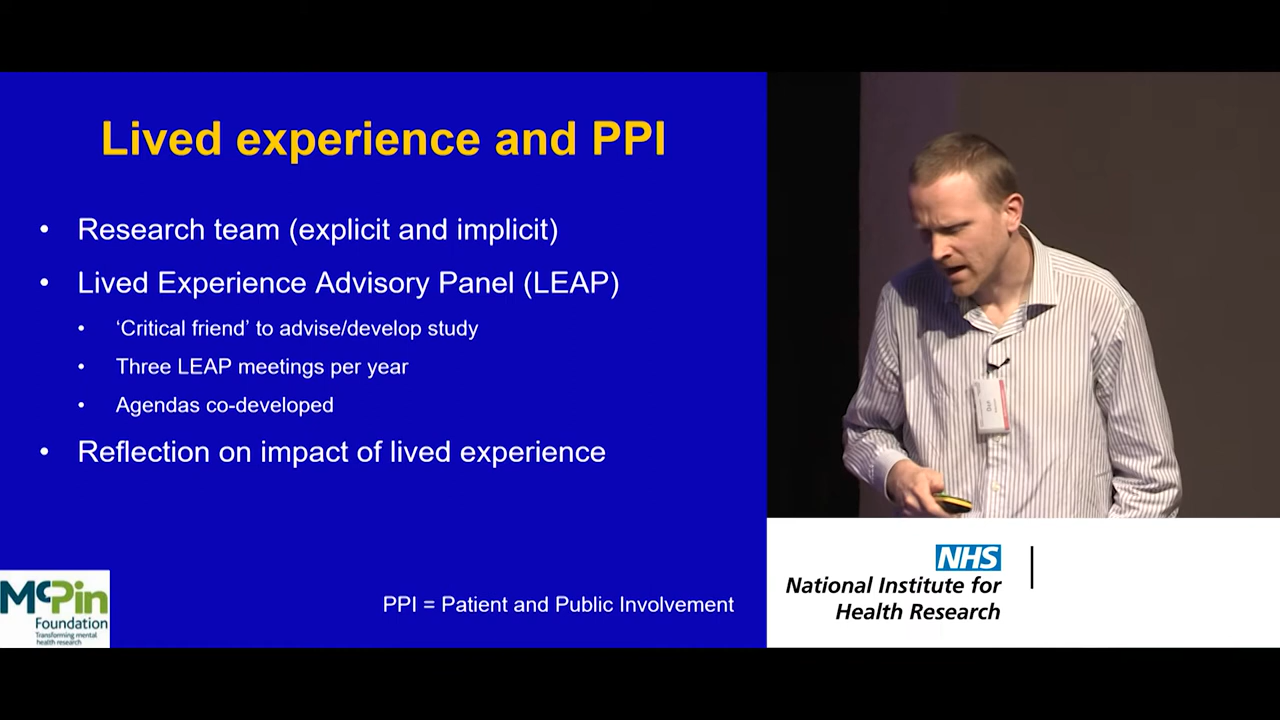 Lived experience and PPI
• Research team (explicit and implicit)
• Lived Experience Advisory Panel (LEAP)
• ‘Critical friend’ to advise/develop study
• Three LEAP meetings per year
• Agendas co-developed
• Reflection on impact of lived experience
McPin
Foundation
Transforming mental
health research
PPI = Patient and Public Involvement
NHS
National Institute for
Health Research